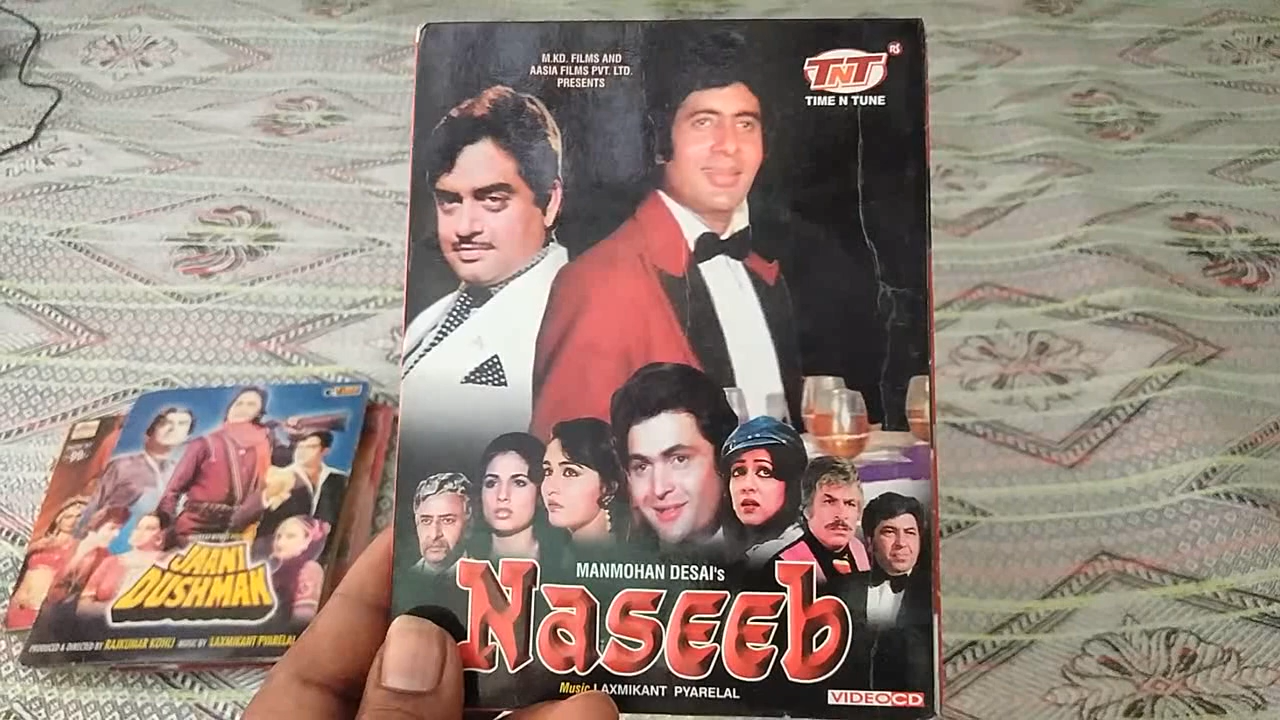 M.KD. FILMS AND
AASIA FILMS PVT. LTD.
PRESENTS
TNT
TIME N TUNE
MANMOHAN DESAI's
Naseeb
Music LAXMIKANT PYARELAL
VIDEO CD
JAANI
DUSHMAN
PRODUCED & DIRECTED BY RAJKUMAR KOHLI MUSIC BY LAXMIKANT PYARELAL